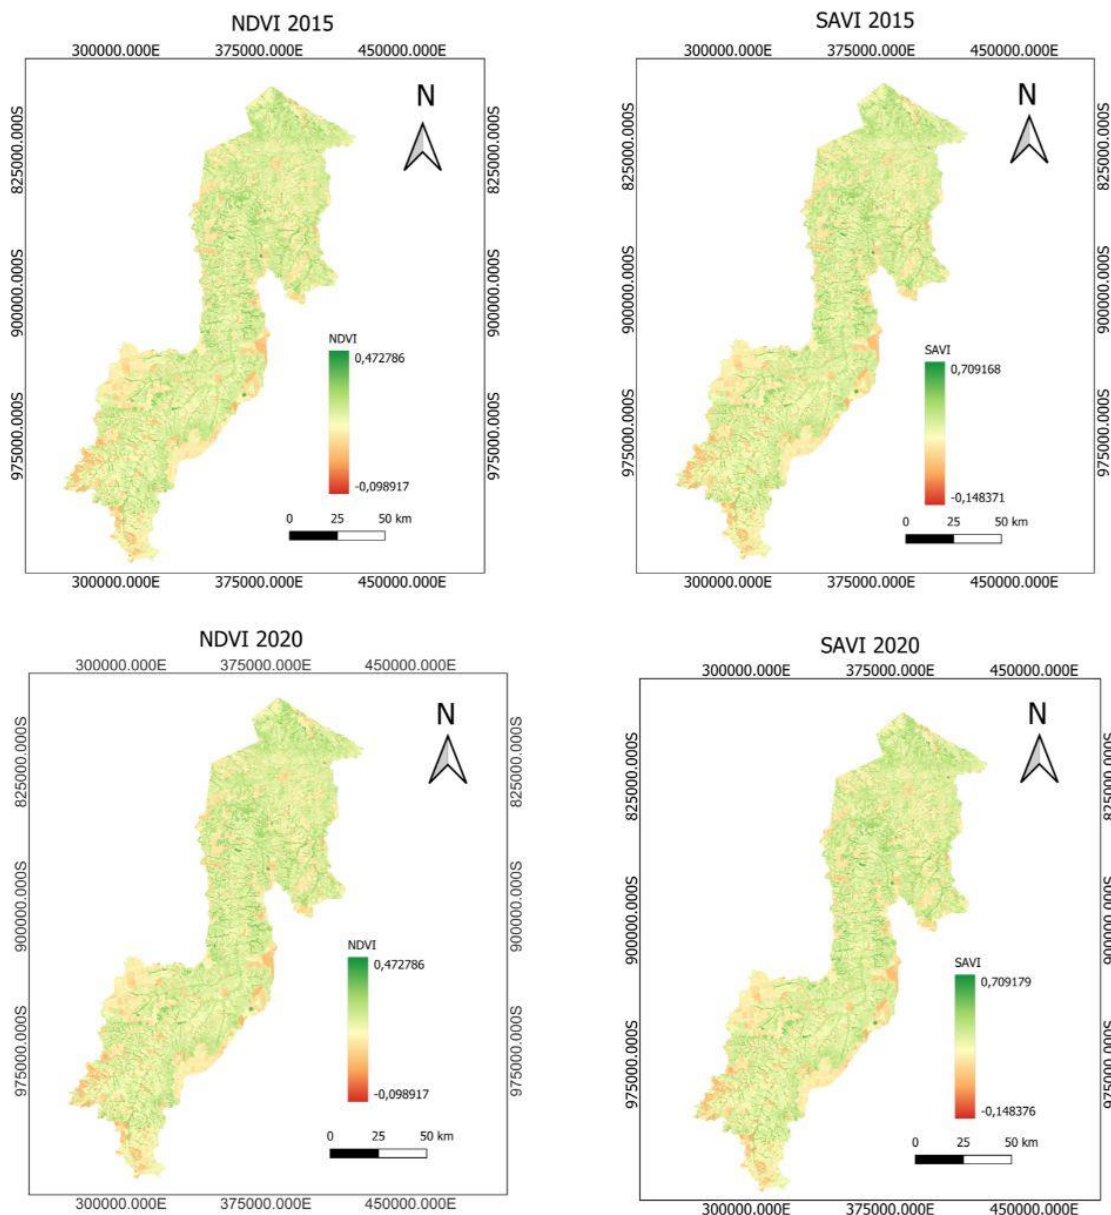 NDVI 2015
300000.000E 375000.000E 450000.000E
N
825000.000S 825000.000S
900000.000S 900000.000S
975000.000S 975000.000S
NDVI
0,472786
-0,098917
0 25 50 km
300000.000E 375000.000E 450000.000E
SAVI 2015
300000.000E 375000.000E 450000.000E
N
825000.000S 825000.000S
900000.000S 900000.000S
975000.000S 975000.000S
SAVI
0,709168
-0,148371
0 25 50 km
300000.000E 375000.000E 450000.000E
NDVI 2020
300000.000E 375000.000E 450000.000E
N
825000.000S 825000.000S
900000.000S 900000.000S
975000.000S 975000.000S
NDVI
0,472786
-0,098917
0 25 50 km
300000.000E 375000.000E 450000.000E
SAVI 2020
300000.000E 375000.000E 450000.000E
N
825000.000S 825000.000S
900000.000S 900000.000S
975000.000S 975000.000S
SAVI
0,709179
-0,148376
0 25 50 km
300000.000E 375000.000E 450000.000E